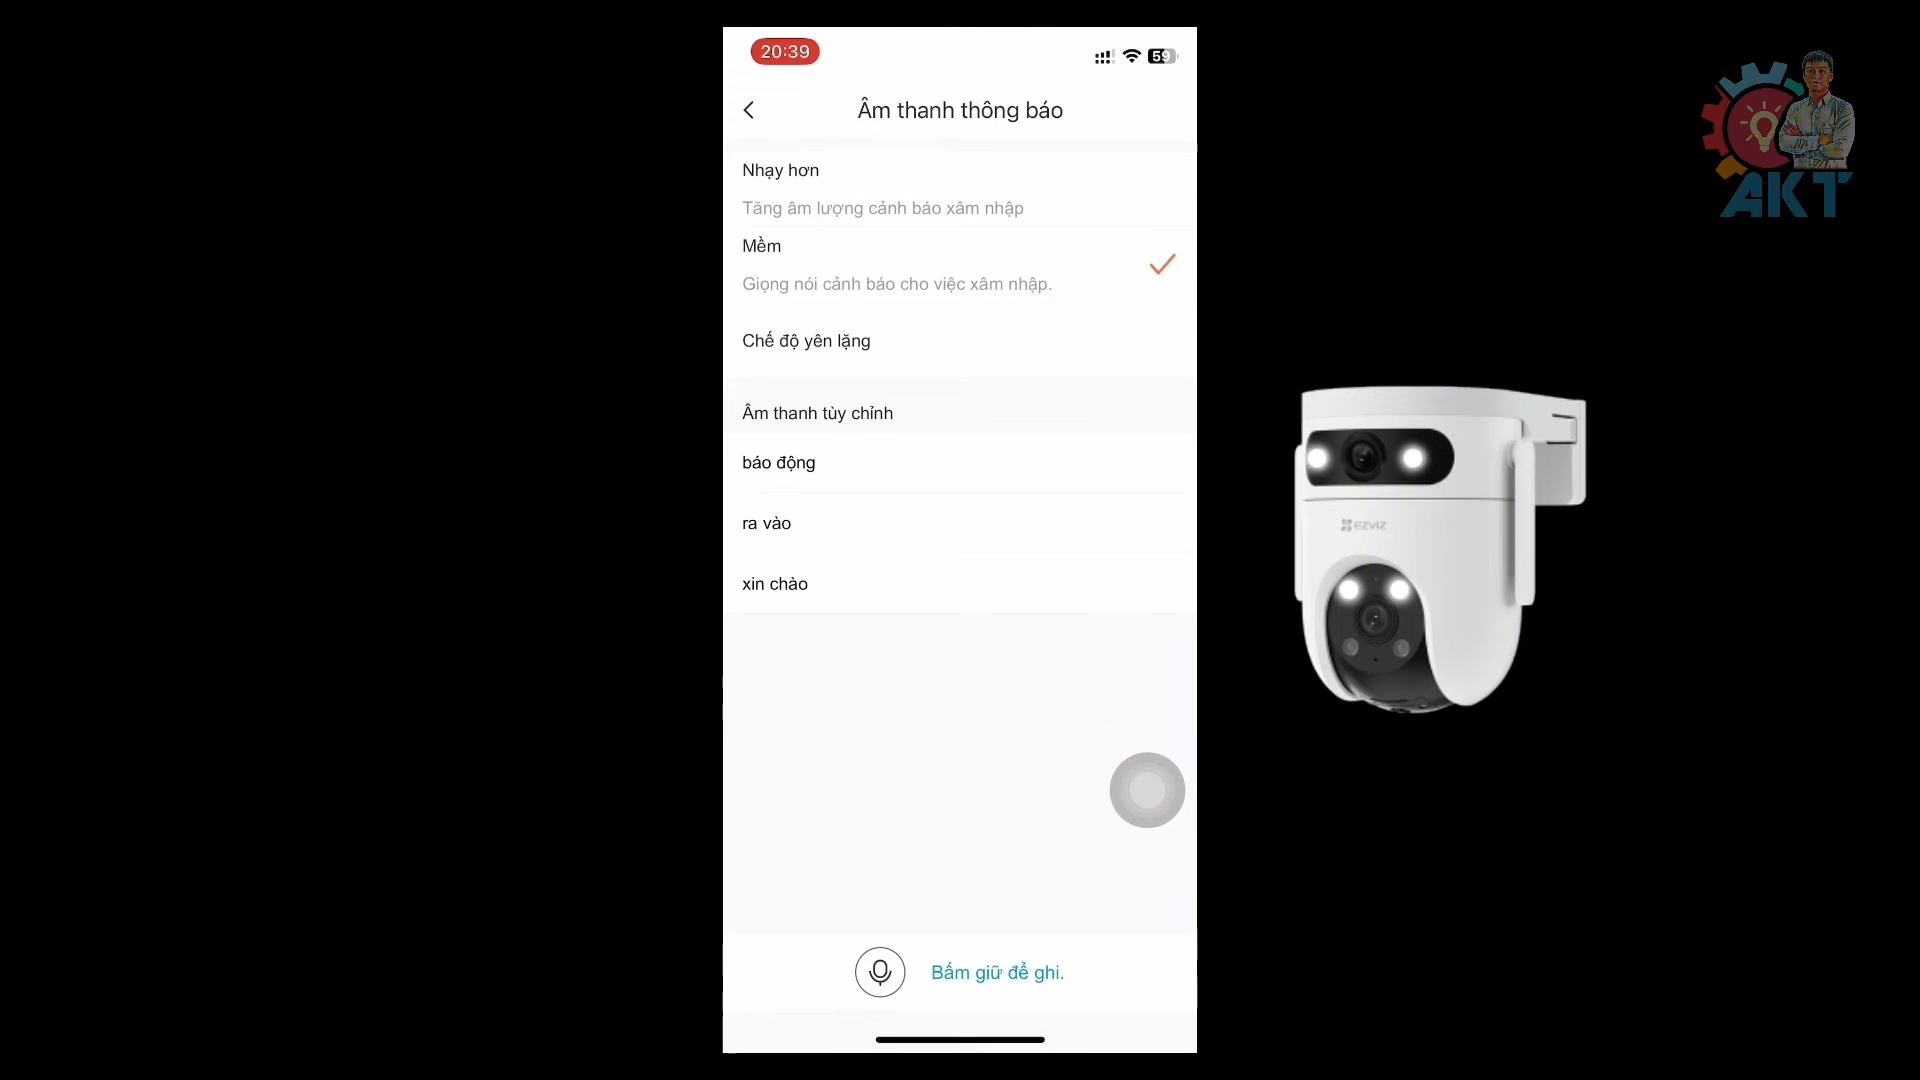 20:39
59
Âm thanh thông báo
Nhạy hơn
Tăng âm lượng cảnh báo xâm nhập
Mềm
Giọng nói cảnh báo cho việc xâm nhập.
Chế độ yên lặng
Âm thanh tùy chỉnh
báo động
ra vào
xin chào
Bấm giữ để ghi.
EZVIZ
AKT